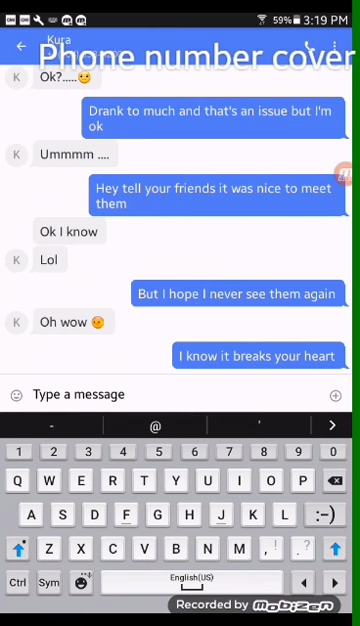 59% 3:19 PM
Kura
Phone number cover
Ok?.....
Drank to much and that's an issue but I'm
ok
K
Ummmm ....
Hey tell your friends it was nice to meet
them
Ok I know
K
Lol
But I hope I never see them again
K
Oh wow
I know it breaks your heart
Type a message
- @ '
1 2 3 4 5 6 7 8 9 0
Q W E R T Y U I O P
A S D F G H J K L :-)
Z X C V B N M , ! . ?
Ctrl Sym English(US)
Recorded by mobizen